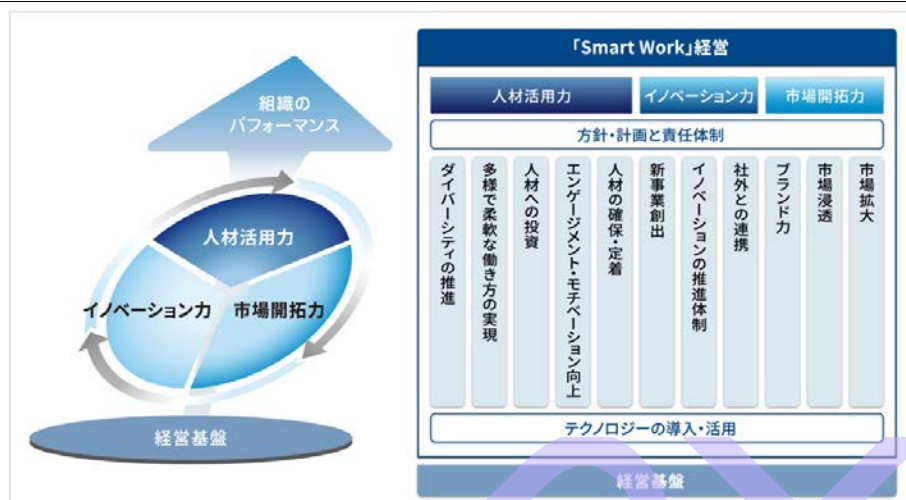 組織の
パフォーマンス
人材活用力
イノベーション力
市場開拓力
経営基盤
「Smart Work」経営
人材活用力
イノベーション力
市場開拓力
方針・計画と責任体制
ダイバーシティの推進
多様で柔軟な働き方の実現
人材への投資
エンゲージメント・モチベーション向上
人材の確保・定着
新事業創出
イノベーションの推進体制
社外との連携
ブランド力
市場浸透
市場拡大
テクノロジーの導入・活用
経営基盤